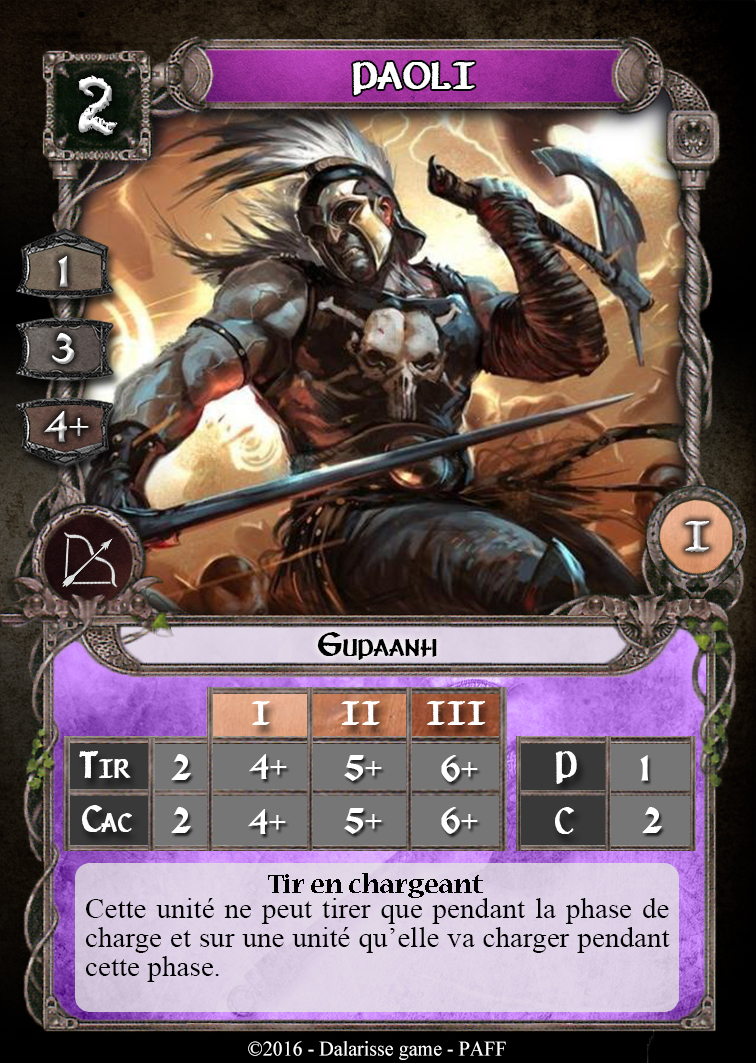 PAOLI
2
1
3
4+
I
Gudaanh
I II III
Tir 2 4+ 5+ 6+ P 1
Cac 2 4+ 5+ 6+ C 2
Tir en chargeant
Cette unité ne peut tirer que pendant la phase de
charge et sur une unité qu’elle va charger pendant
cette phase.
©2016 - Dalarisse game - PAFF